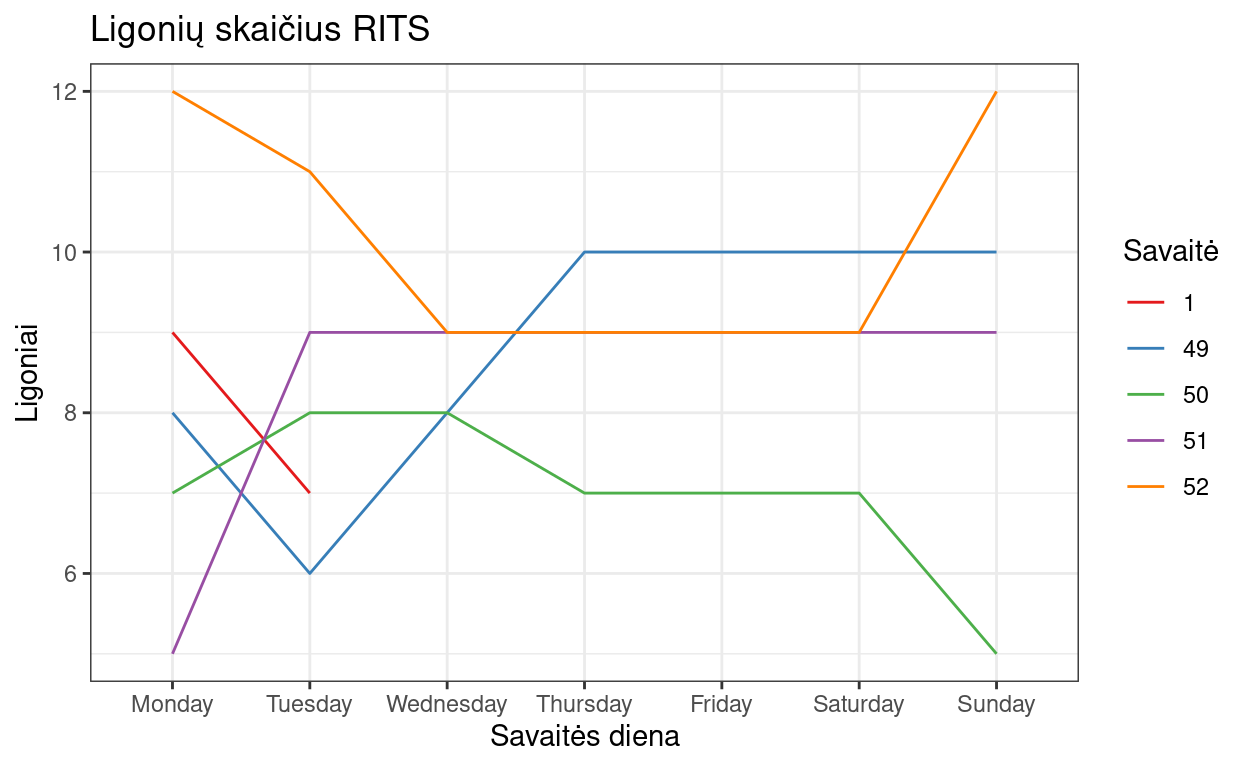 Ligonių skaičius RITS
12
10
8
6
Ligoniai
Monday Tuesday Wednesday Thursday Friday Saturday Sunday
Savaitės diena
Savaitė
1
49
50
51
52